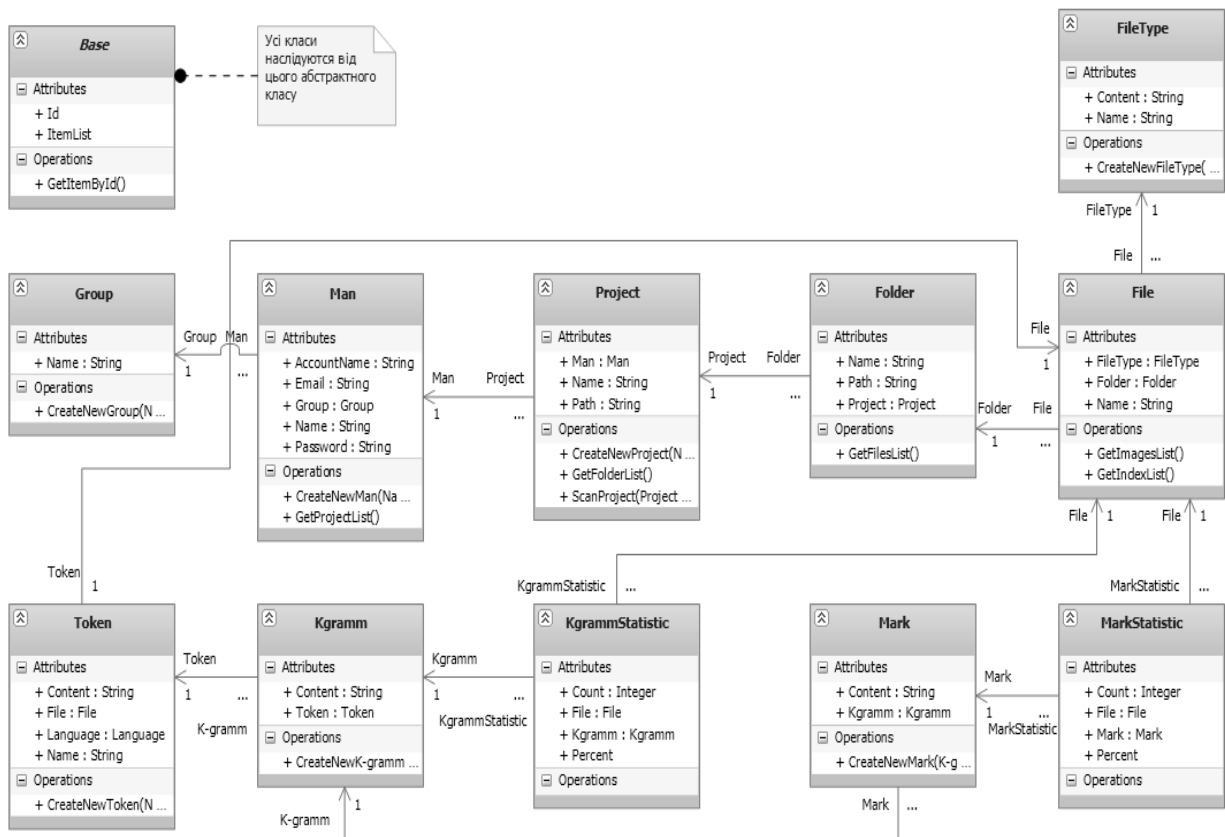 Base
Attributes
+ Id
+ ItemList
Operations
+ GetItemById()
Усі класи
наслідуются від
цього абстрактного
класу
FileType
Attributes
+ Content : String
+ Name : String
Operations
+ CreateNewFileType( ...
FileType 1
File ...
Group
Attributes
+ Name : String
Operations
+ CreateNewGroup(N ...
Group Man
1 ...
Man
Attributes
+ AccountName : String
+ Email : String
+ Group : Group
+ Name : String
+ Password : String
Operations
+ CreateNewMan(Na ...
+ GetProjectList()
Man Project
1 ...
Project
Attributes
+ Man : Man
+ Name : String
+ Path : String
Operations
+ CreateNewProject(N ...
+ GetFolderList()
+ ScanProject(Project ...
Project Folder
1 ...
Folder
Attributes
+ Name : String
+ Path : String
+ Project : Project
Operations
+ GetFilesList()
File
1
Folder File
1 ...
File
Attributes
+ FileType : FileType
+ Folder : Folder
+ Name : String
Operations
+ GetImagesList()
+ GetIndexList()
File 1
File 1
KgrammStatistic ...
MarkStatistic ...
Token
1
Token
Attributes
+ Content : String
+ File : File
+ Language : Language
+ Name : String
Operations
+ CreateNewToken(N ...
Token
1 ...
K-gramm
Kgramm
Attributes
+ Content : String
+ Token : Token
Operations
+ CreateNewK-gramm ...
Kgramm
1 ...
KgrammStatistic
KgrammStatistic
Attributes
+ Count : Integer
+ File : File
+ Kgramm : Kgramm
+ Percent
Operations
Mark
Attributes
+ Content : String
+ Kgramm : Kgramm
Operations
+ CreateNewMark(K-g ...
Mark
1 ...
MarkStatistic
MarkStatistic
Attributes
+ Count : Integer
+ File : File
+ Mark : Mark
+ Percent
Operations
1
K-gramm
Mark ...